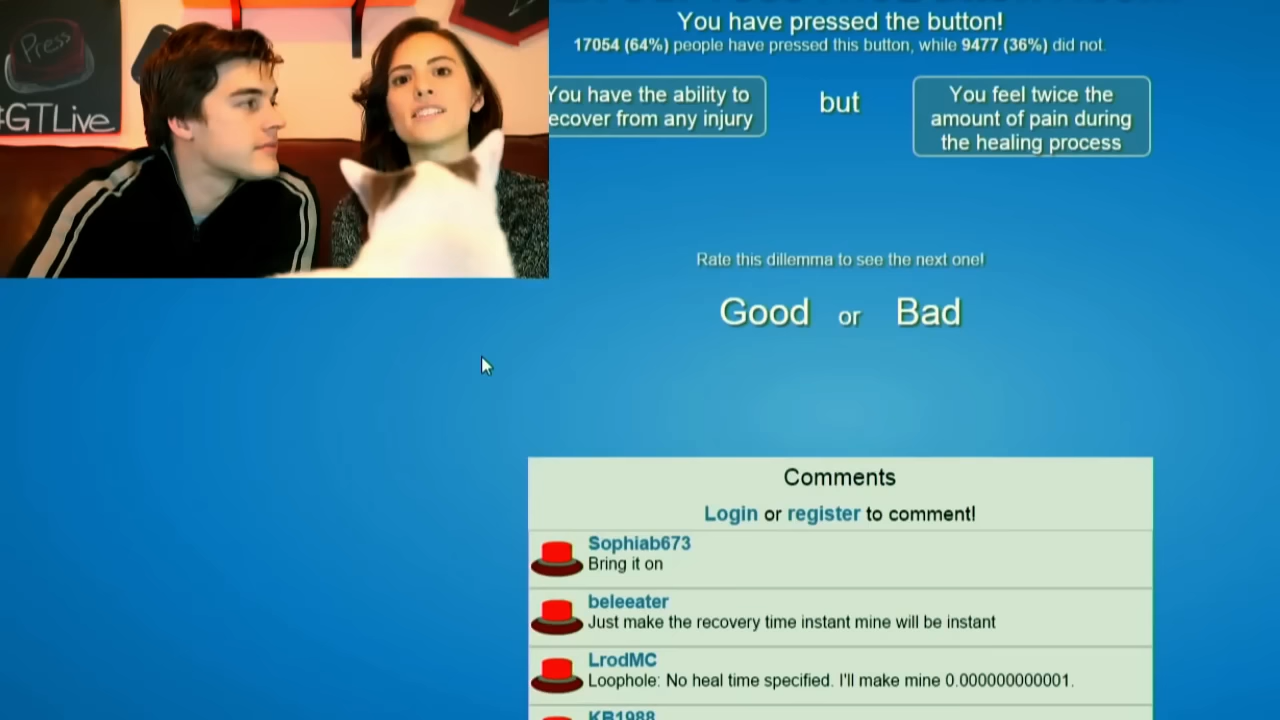 Press
#GTLive
You have pressed the button!
17054 (64%) people have pressed this button, while 9477 (36%) did not.
You have the ability to
ecover from any injury
but
You feel twice the
amount of pain during
the healing process
Rate this dillemma to see the next one!
Good or Bad
Comments
Login or register to comment!
Sophiab673
Bring it on
beleeater
Just make the recovery time instant mine will be instant
LrodMC
Loophole: No heal time specified. I'll make mine 0.000000000001.
KB1988